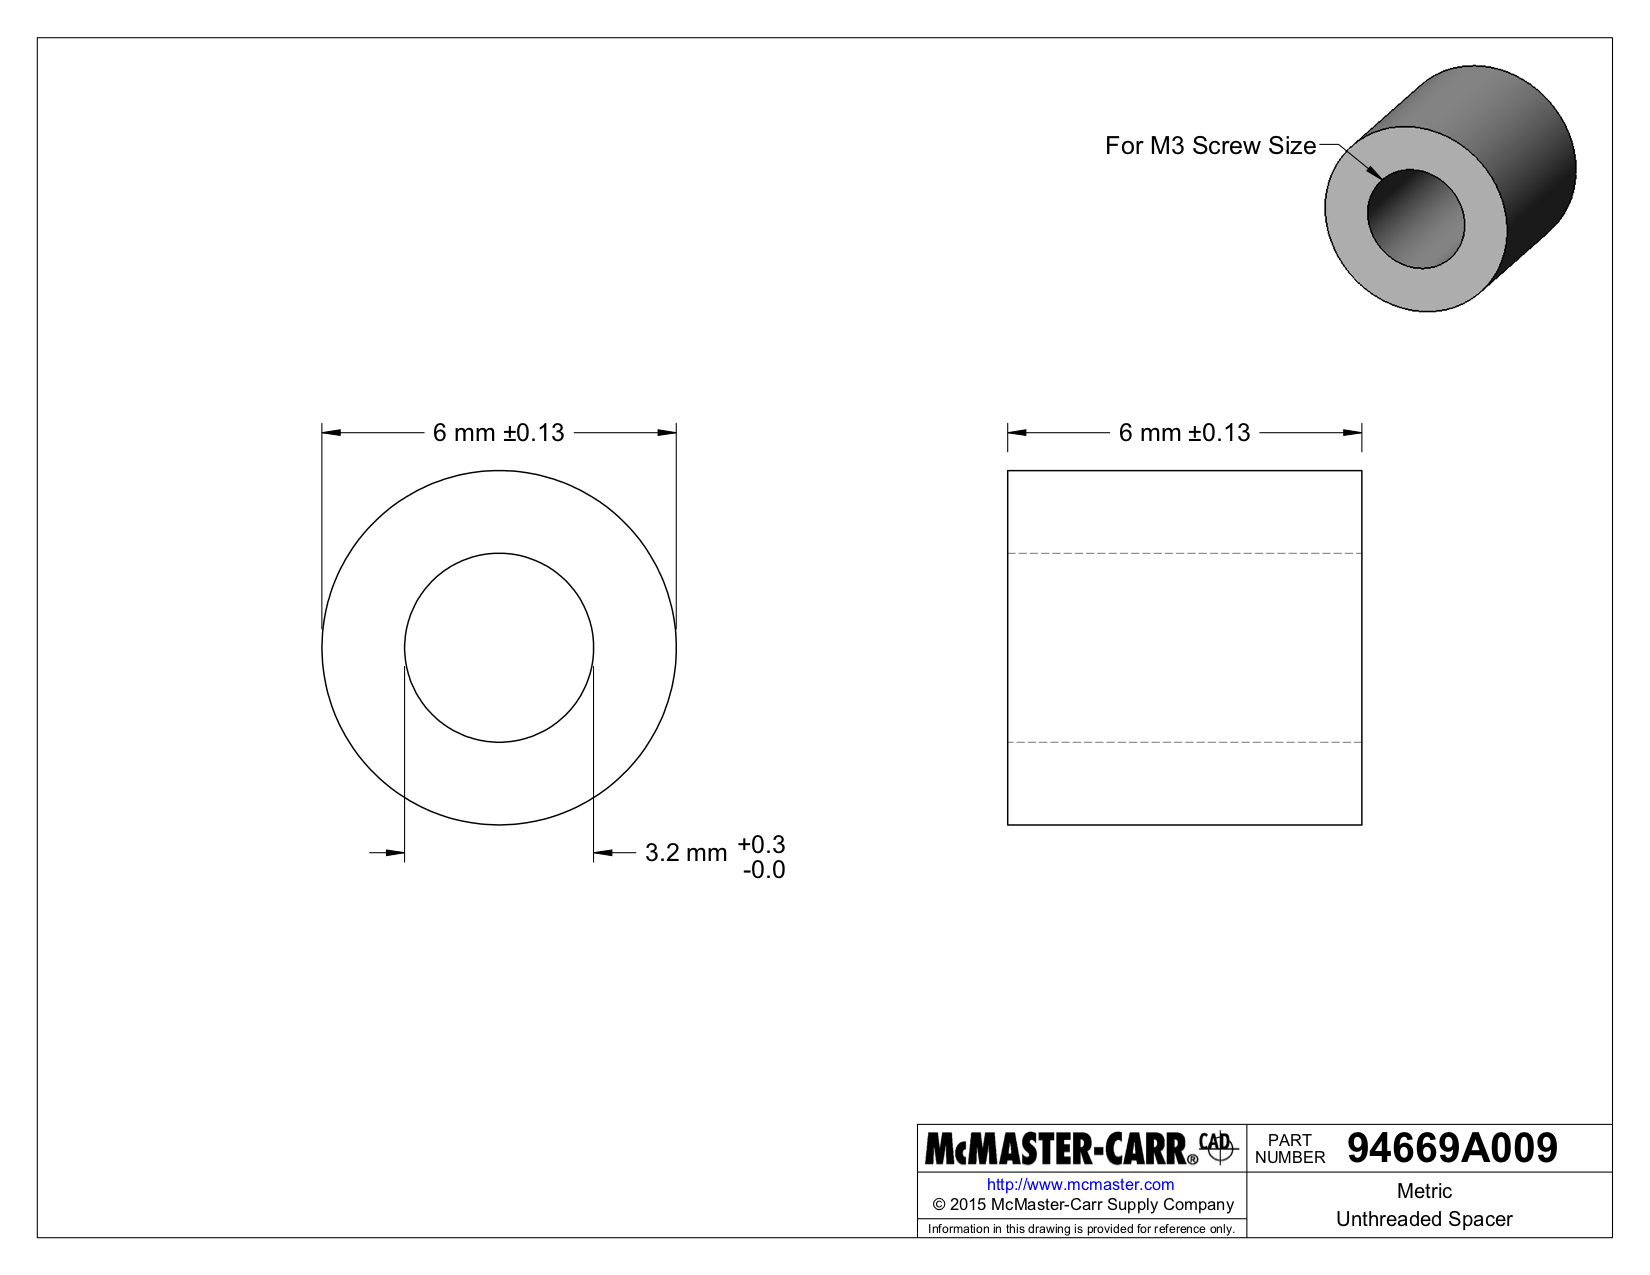 For M3 Screw Size
6 mm ±0.13
6 mm ±0.13
3.2 mm +0.3
-0.0
McMASTER-CARR® CAD
PART
NUMBER
94669A009
http://www.mcmaster.com
© 2015 McMaster-Carr Supply Company
Information in this drawing is provided for reference only.
Metric
Unthreaded Spacer